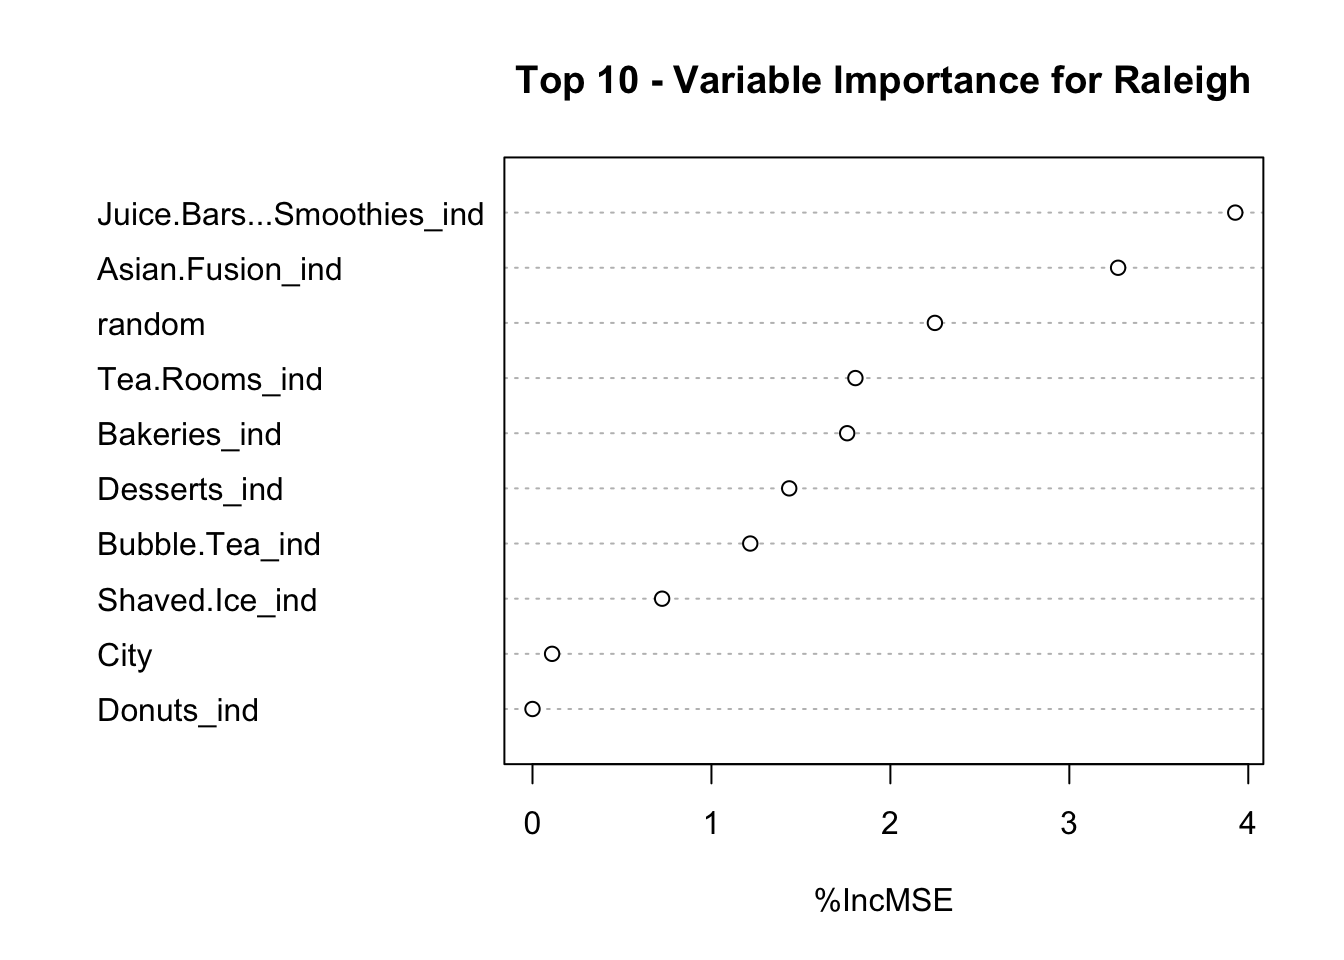 Top 10 - Variable Importance for Raleigh
Juice.Bars...Smoothies_ind
Asian.Fusion_ind
random
Tea.Rooms_ind
Bakeries_ind
Desserts_ind
Bubble.Tea_ind
Shaved.Ice_ind
City
Donuts_ind
0 1 2 3 4
%IncMSE